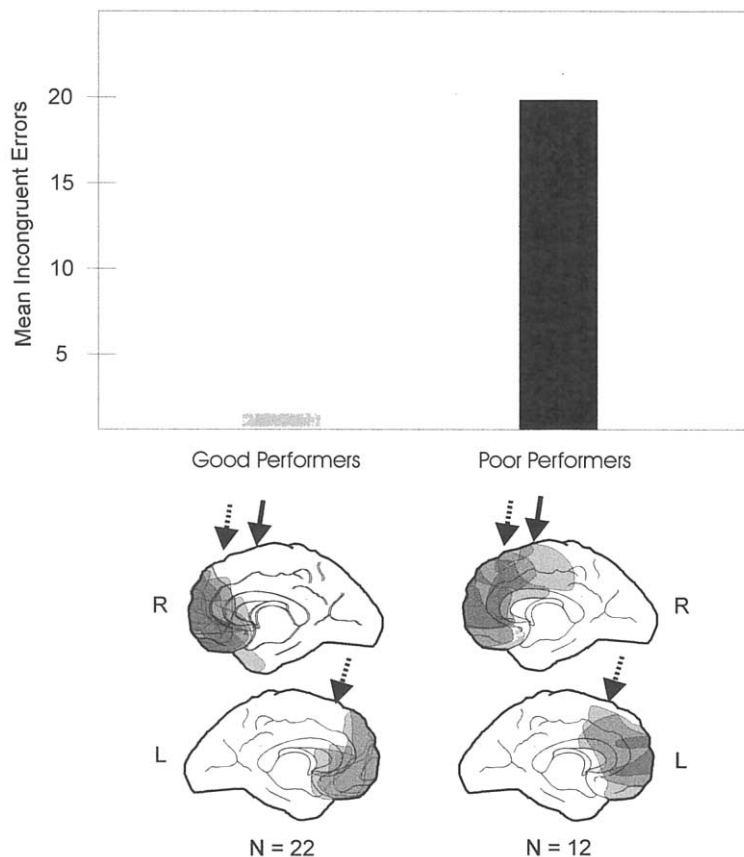 Mean Incongruent Errors
20
15
10
5
Good Performers
Poor Performers
R
R
L
L
N = 22
N = 12